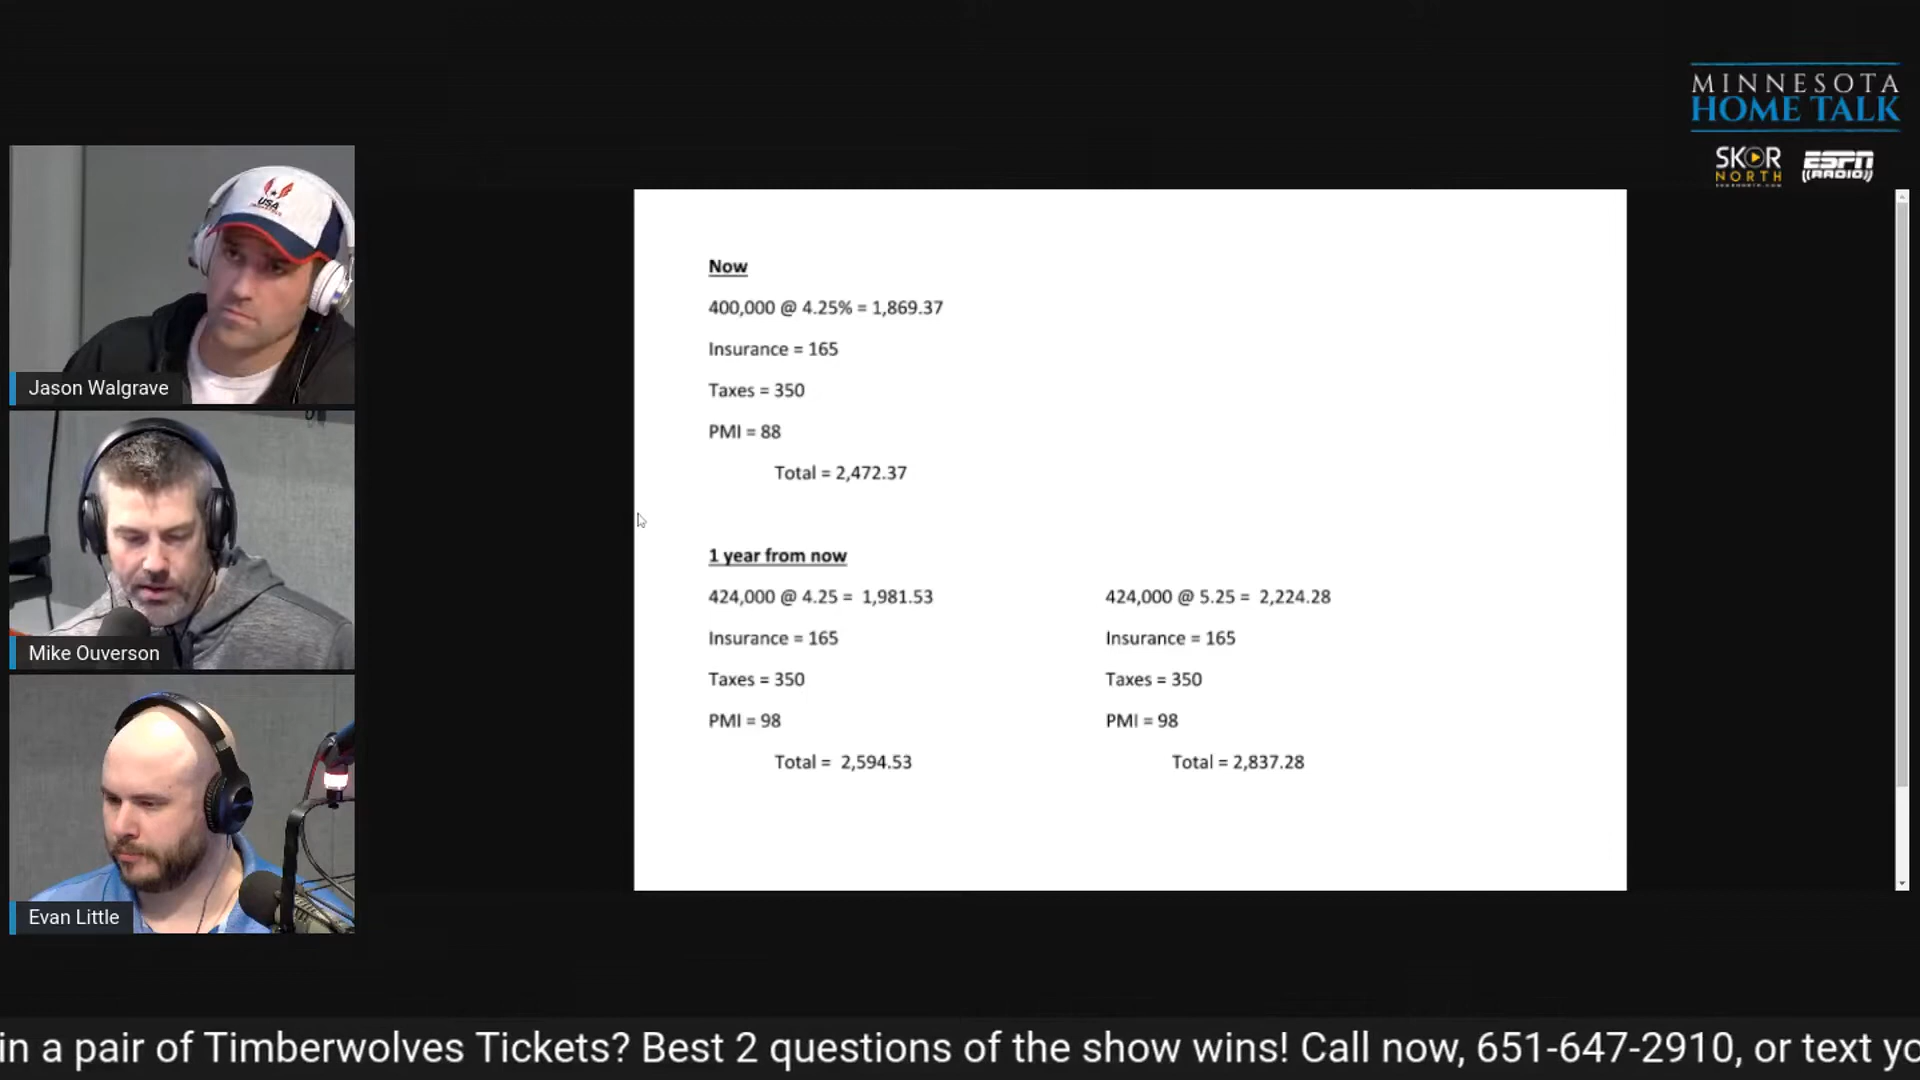 MINNESOTA
HOME TALK
SKOR
NORTH
ESPN
RADIO
USA
Jason Walgrave
Mike Ouverson
Evan Little
Now
400,000 @ 4.25% = 1,869.37
Insurance = 165
Taxes = 350
PMI = 88
Total = 2,472.37
1 year from now
424,000 @ 4.25 = 1,981.53
Insurance = 165
Taxes = 350
PMI = 98
Total = 2,594.53
424,000 @ 5.25 = 2,224.28
Insurance = 165
Taxes = 350
PMI = 98
Total = 2,837.28
in a pair of Timberwolves Tickets? Best 2 questions of the show wins! Call now, 651-647-2910, or text yo